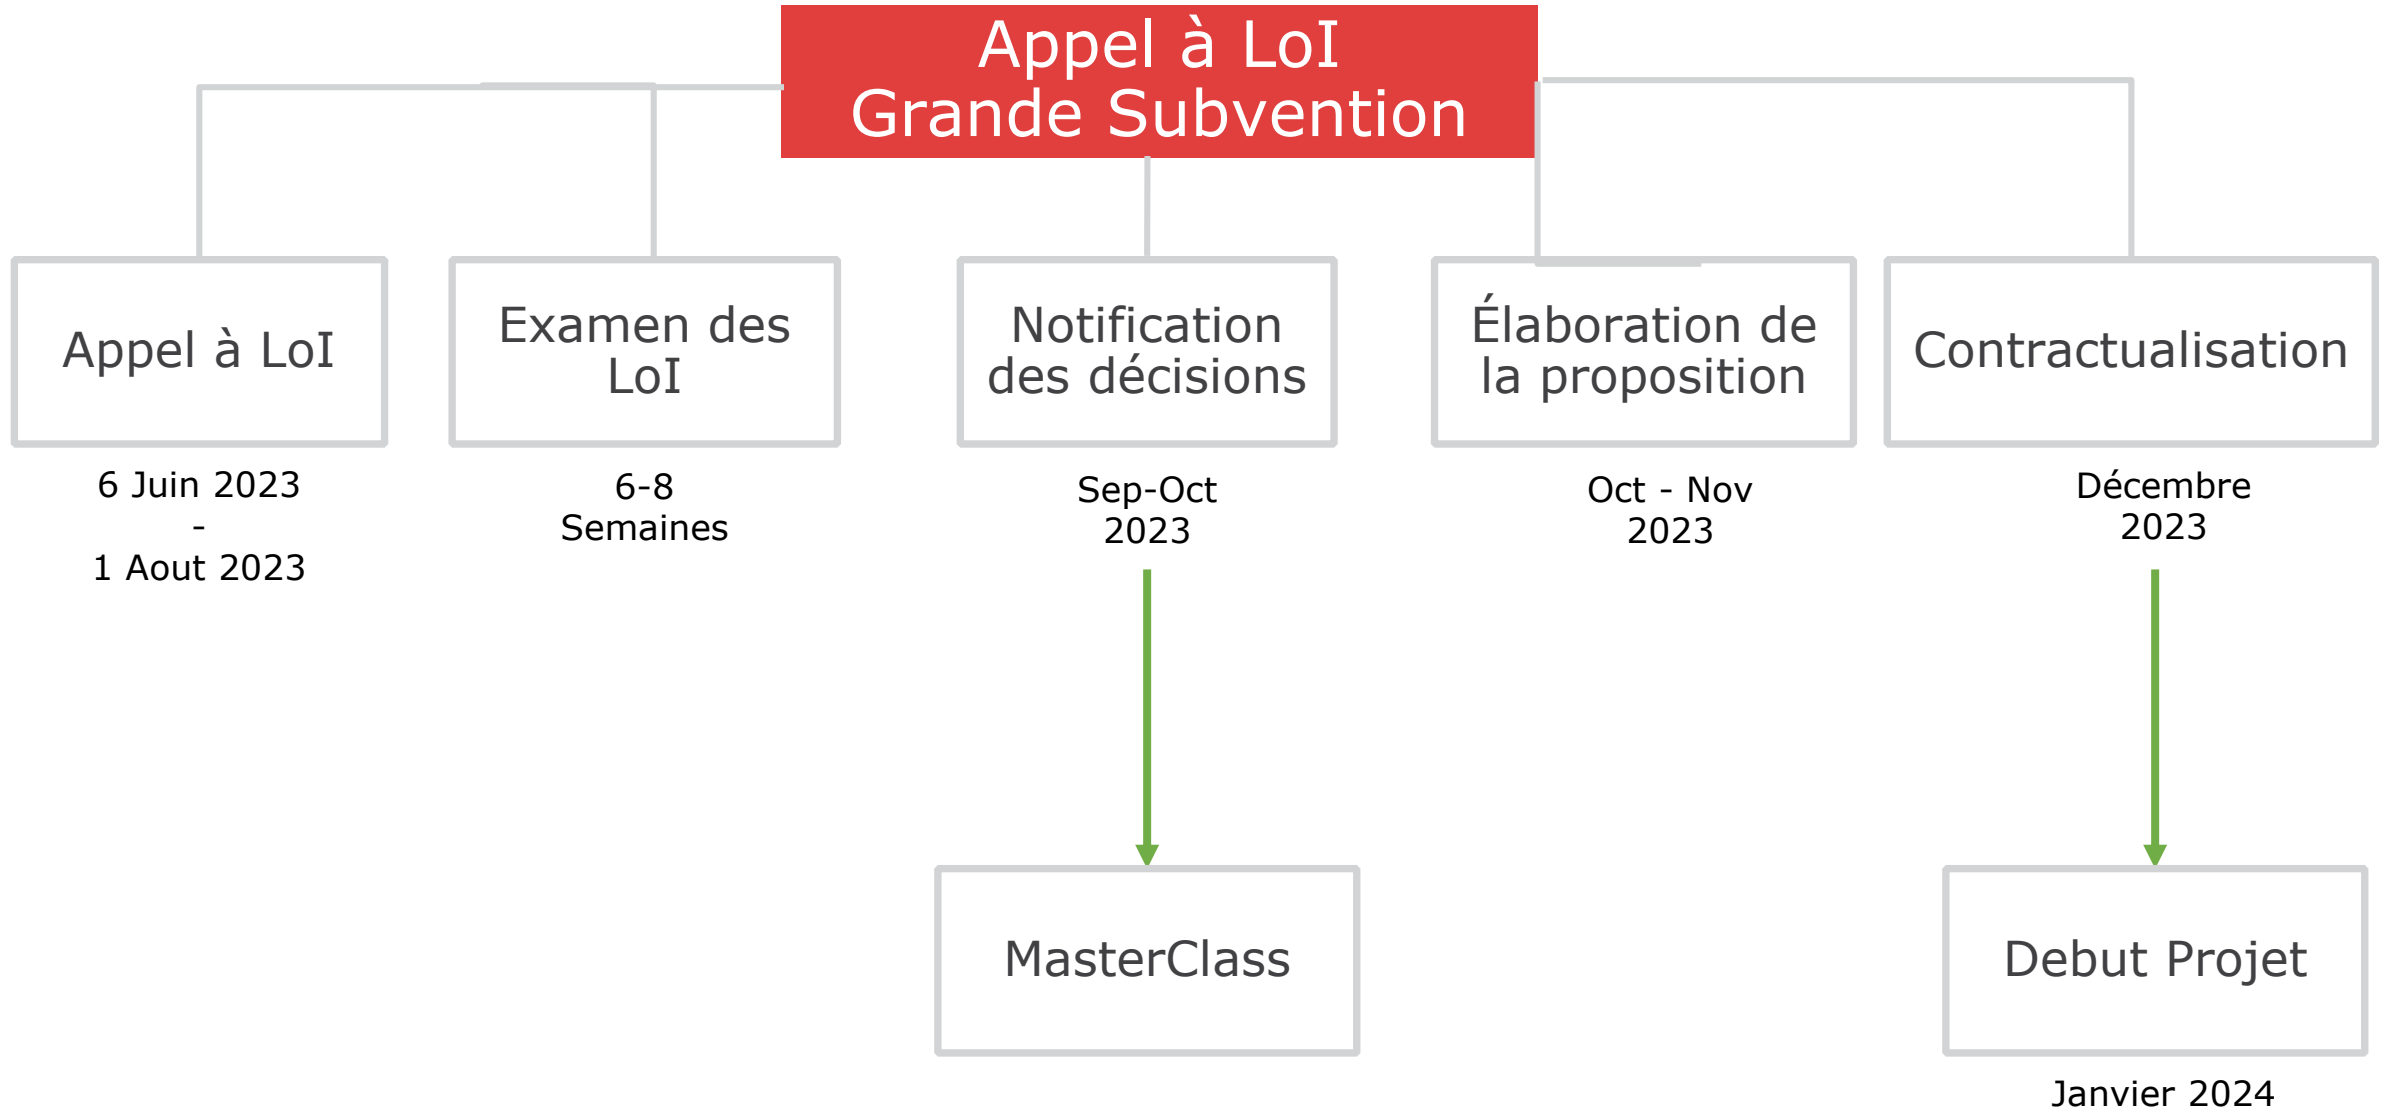 Appel à LoI
Grande Subvention
Appel à LoI
Examen des
LoI
Notification
des décisions
Élaboration de
la proposition
Contractualisation
6 Juin 2023
-
1 Aout 2023
6-8
Semaines
Sep-Oct
2023
Oct - Nov
2023
Décembre
2023
MasterClass
Debut Projet
Janvier 2024